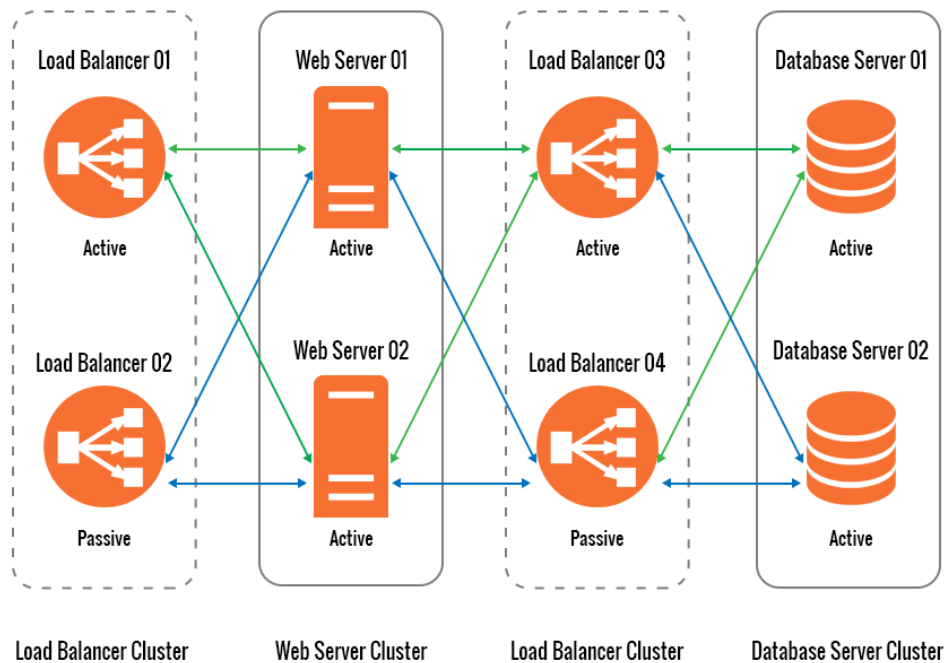 Load Balancer 01
Web Server 01
Load Balancer 03
Database Server 01
Active
Active
Active
Active
Load Balancer 02
Web Server 02
Load Balancer 04
Database Server 02
Passive
Active
Passive
Active
Load Balancer Cluster
Web Server Cluster
Load Balancer Cluster
Database Server Cluster